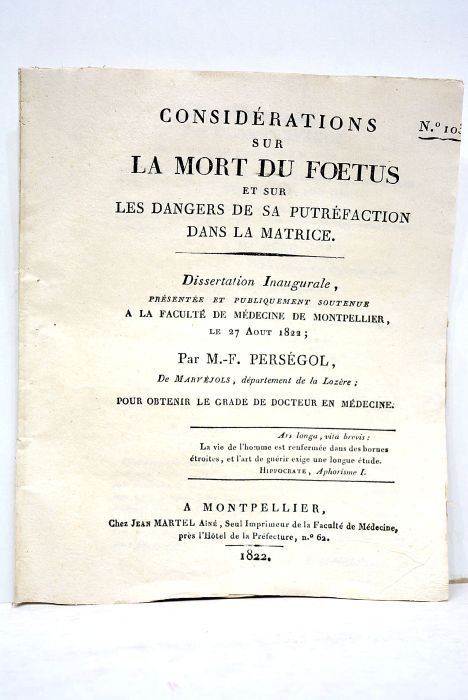 CONSIDÉRATIONS
N.º 10
SUR
LA MORT DU FOETUS
ET SUR
LES DANGERS DE SA PUTRÉFACTION
DANS LA MATRICE.
Dissertation Inaugurale,
PRÉSENTÉE ET PUBLIQUEMENT SOUTENUE
A LA FACULTÉ DE MÉDECINE DE MONTPELLIER,
LE 27 AOUT 1822;
Par M.-F. PERSÉGOL,
De MARVÉJOLS, département de la Lozère;
POUR OBTENIR LE GRADE DE DOCTEUR EN MÉDECINE.
Ars longa, vita brevis:
La vie de l'homme est renfermée dans des bornes
étroites, et l'art de guérir exige une longue étude.
HIPPOCRATE, Aphorisme I.
A MONTPELLIER,
Chez JEAN MARTEL AÎNÉ, Seul Imprimeur de la Faculté de Médecine,
près l'Hôtel de la Préfecture, n.º 62.
1822.